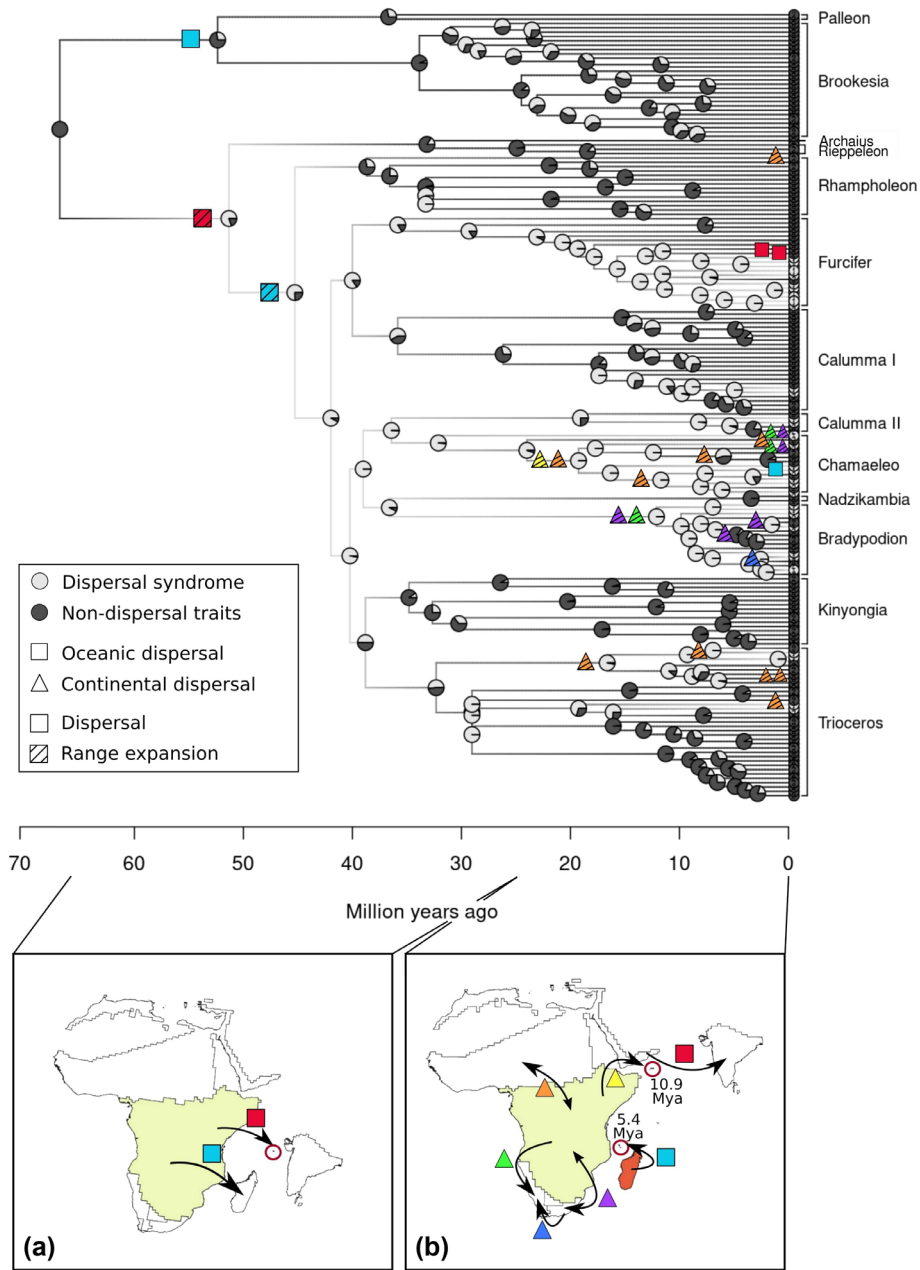 Palleon
Brookesia
Archaius
Rieppeleon
Rhampholeon
Furcifer
Calumma I
Calumma II
Chamaeleo
Nadzikambia
Bradypodion
Kinyongia
Trioceros
Dispersal syndrome
Non-dispersal traits
Oceanic dispersal
Continental dispersal
Dispersal
Range expansion
70 60 50 40 30 20 10 0
Million years ago
10.9
Mya
5.4
Mya
(a)
(b)